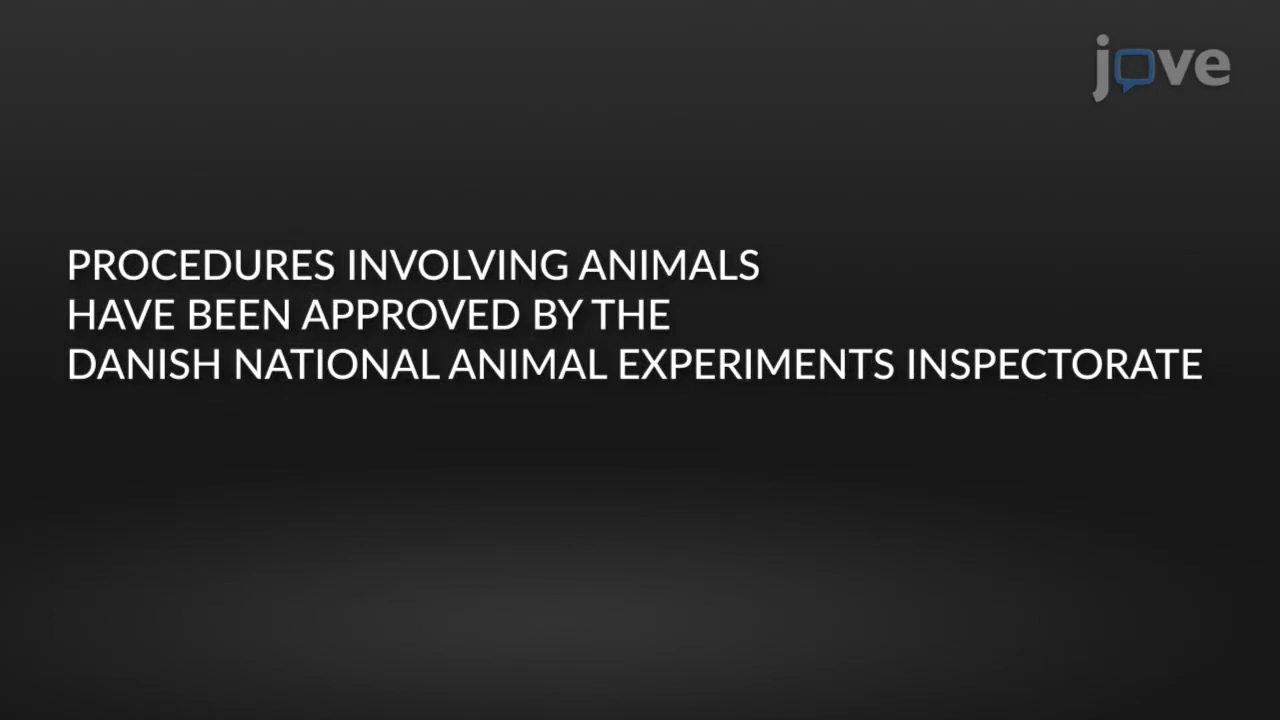 jove
PROCEDURES INVOLVING ANIMALS
HAVE BEEN APPROVED BY THE
DANISH NATIONAL ANIMAL EXPERIMENTS INSPECTORATE